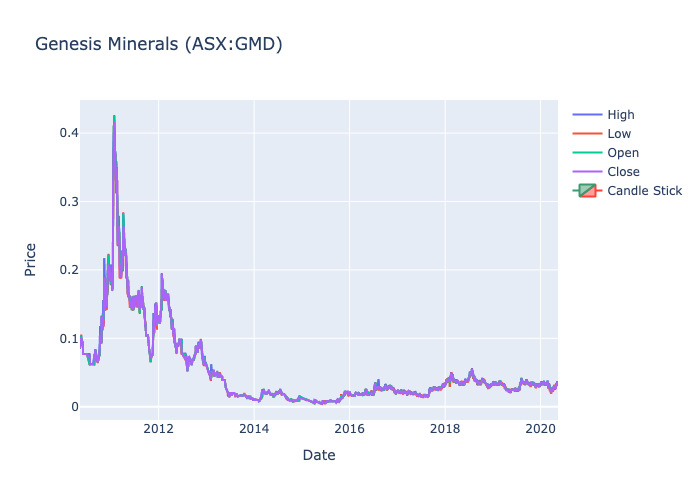 Genesis Minerals (ASX:GMD)
High
Low
Open
Close
Candle Stick
Price
0.4
0.3
0.2
0.1
0
2012
2014
2016
2018
2020
Date